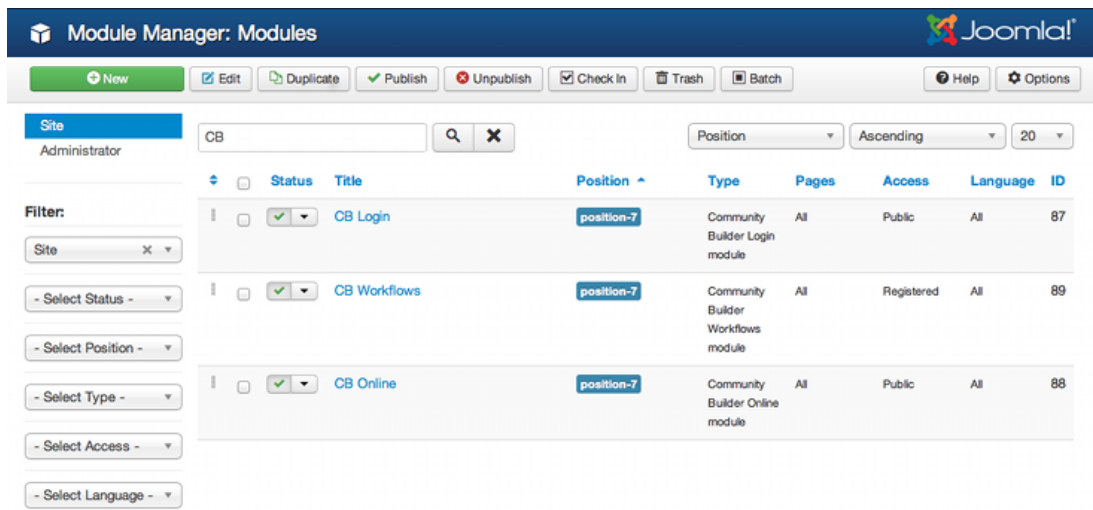 Module Manager: Modules
Joomla!
New Edit Duplicate Publish Unpublish Check In Trash Batch Help Options
Site
Administrator
CB Position Ascending 20
Status Title Position Type Pages Access Language ID
Filter:
Site
- Select Status -
- Select Position -
- Select Type -
- Select Access -
- Select Language -
CB Login position-7 Community All Public All 87
Builder Login
module
CB Workflows position-7 Community All Registered All 89
Builder
Workflows
module
CB Online position-7 Community All Public All 88
Builder Online
module